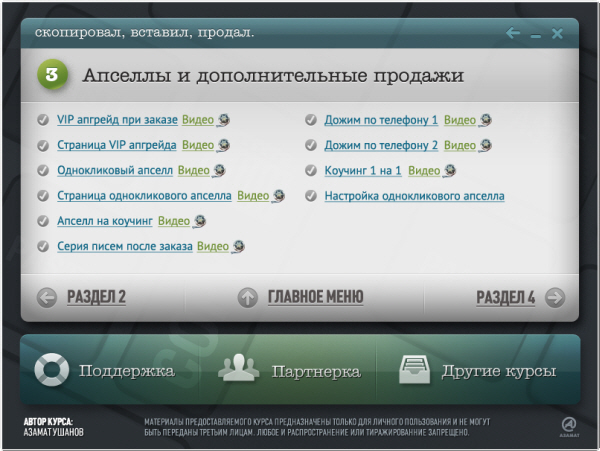 скопировал, вставил, продал.
3 Апселлы и дополнительные продажи
VIP апгрейд при заказе Видео
Страница VIP апгрейда Видео
Однокликовый апселл Видео
Страница однокликового апселла Видео
Апселл на коучинг Видео
Серия писем после заказа Видео
Дожим по телефону 1 Видео
Дожим по телефону 2 Видео
Коучинг 1 на 1 Видео
Настройка однокликового апселла
РАЗДЕЛ 2
ГЛАВНОЕ МЕНЮ
РАЗДЕЛ 4
Поддержка
Партнерка
Другие курсы
АВТОР КУРСА:
АЗАМАТ УШАНОВ
МАТЕРИАЛЫ ПРЕДОСТАВЛЯЕМОГО КУРСА ПРЕДНАЗНАЧЕНЫ ТОЛЬКО ДЛЯ ЛИЧНОГО ПОЛЬЗОВАНИЯ И НЕ МОГУТ
БЫТЬ ПЕРЕДАНЫ ТРЕТЬИМ ЛИЦАМ. ЛЮБОЕ И РАСПРОСТРАНЕНИЕ ИЛИ ТИРАЖИРОВАННИЕ ЗАПРЕЩЕНО.
АЗАМАТ